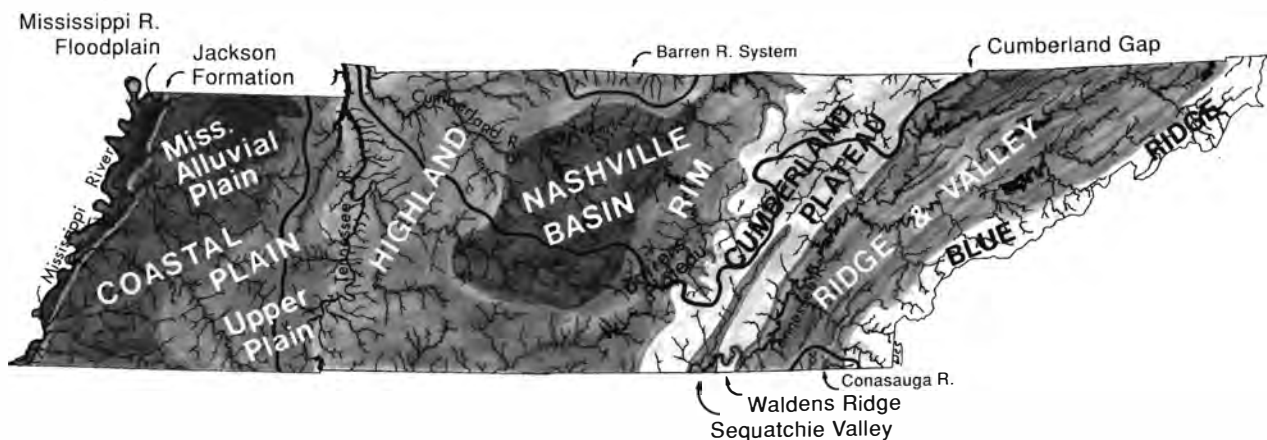 Mississippi R.
Floodplain
Jackson
Formation
Barren R. System
Cumberland Gap
Mississippi
River
Miss.
Alluvial
Plain
COASTAL
PLAIN
Upper
Plain
Tennessee R.
HIGHLAND
RIM
Cumberland R.
NASHVILLE
BASIN
Barrens
CUMBERLAND
PLATEAU
RIDGE & VALLEY
BLUE
RIDGE
Conasauga R.
Waldens Ridge
Sequatchie Valley